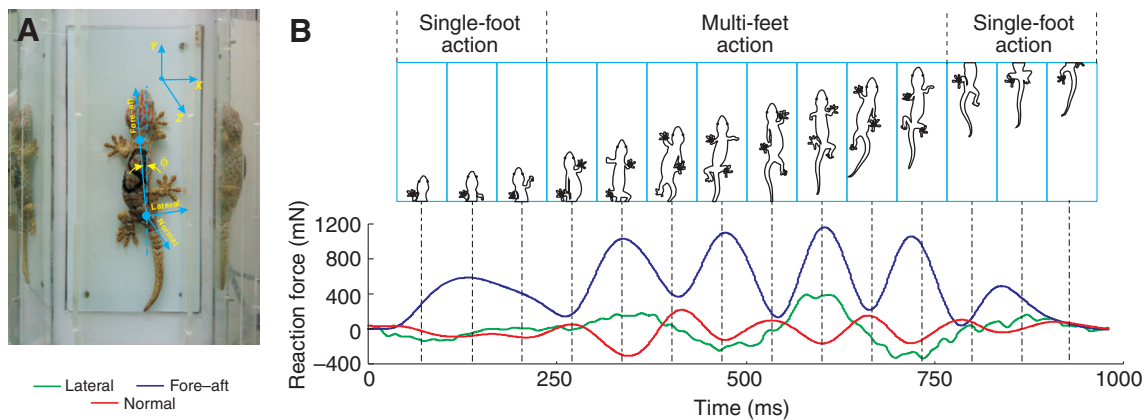 A
Y
X
Z
Fore–aft
ϕ
Lateral
Normal
Lateral
Fore–aft
Normal
B
Single-foot
action
Multi-feet
action
Single-foot
action
Reaction force (mN)
1200
800
400
0
–400
0
250
500
750
1000
Time (ms)